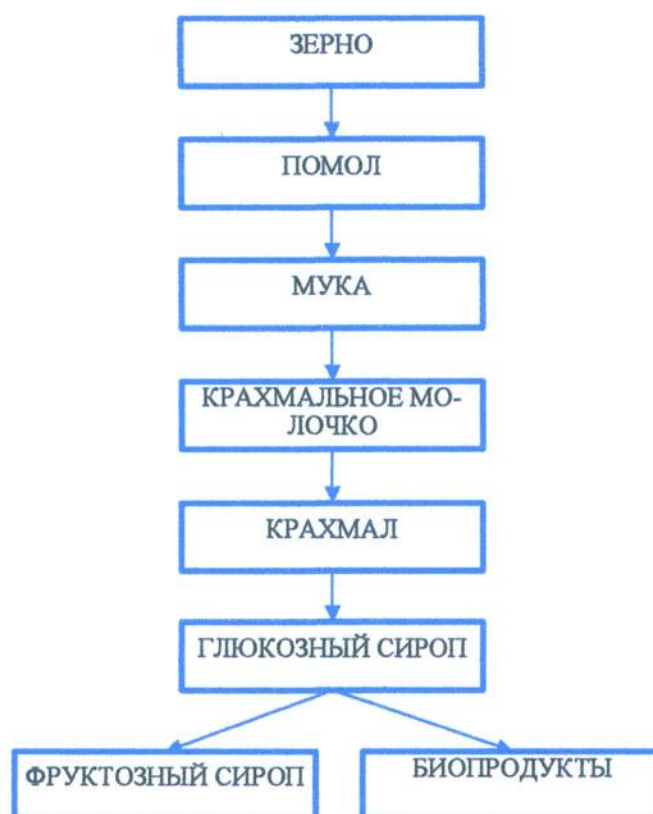 ЗЕРНО
ПОМОЛ
МУКА
КРАХМАЛЬНОЕ МО-
ЛОЧКО
КРАХМАЛ
ГЛЮКОЗНЫЙ СИРОП
ФРУКТОЗНЫЙ СИРОП
БИОПРОДУКТЫ